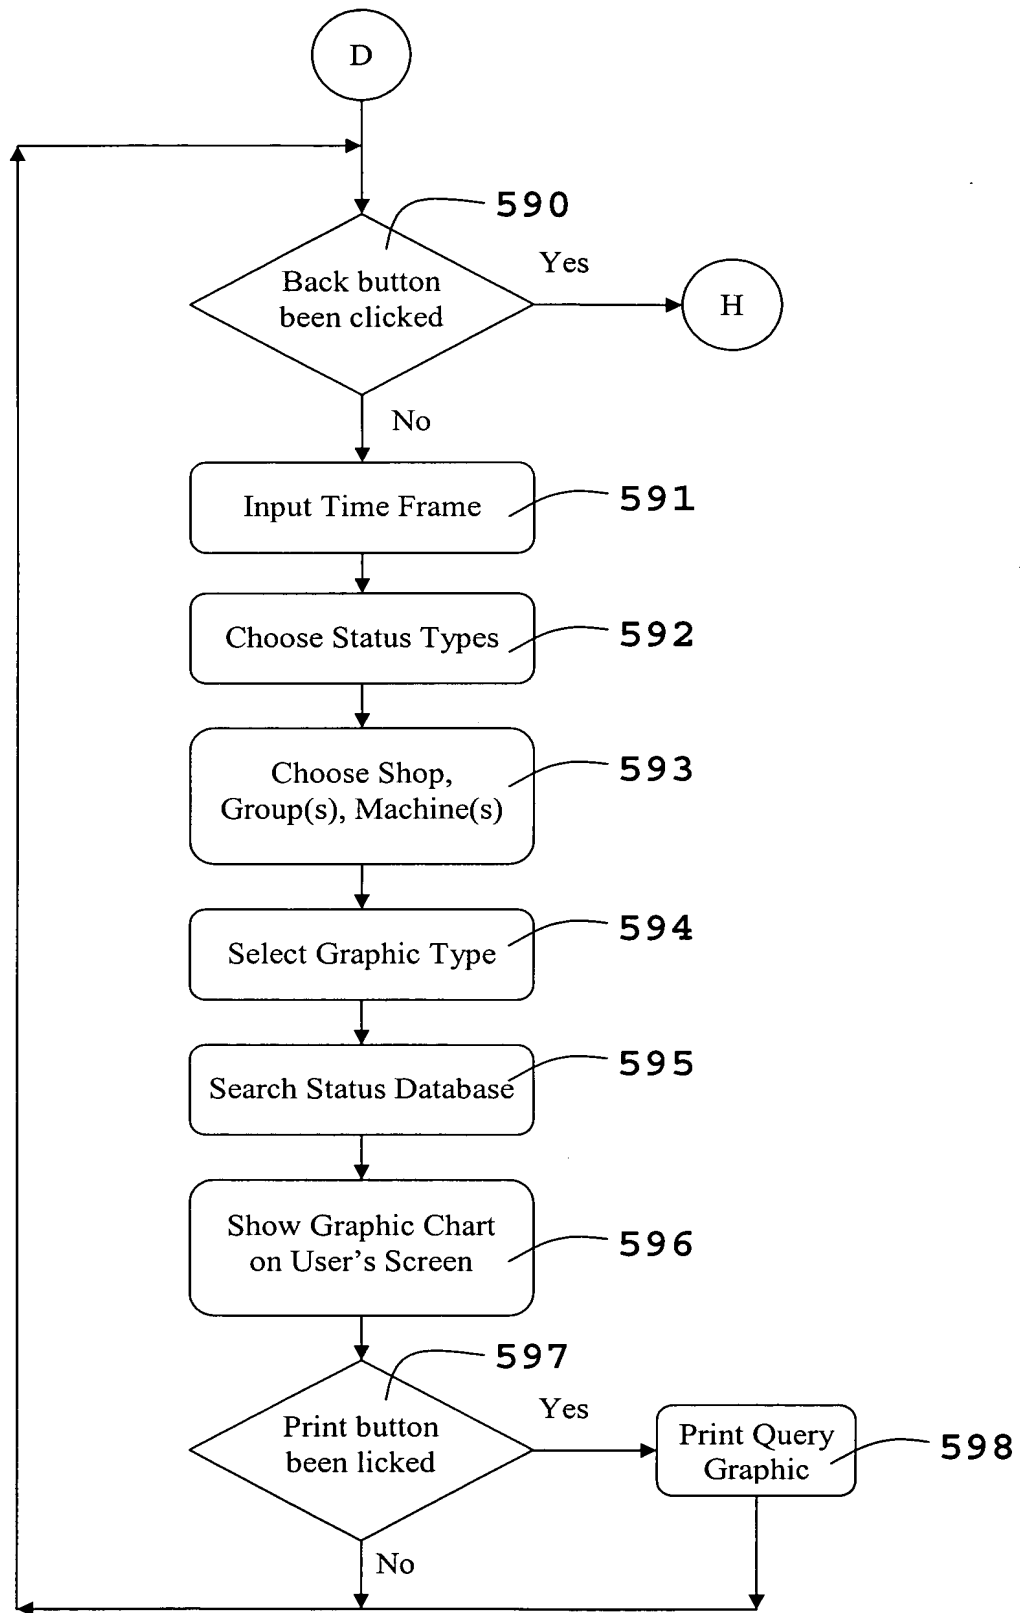 D
590
Yes
Back button
been clicked
H
No
Input Time Frame
591
Choose Status Types
592
Choose Shop,
Group(s), Machine(s)
593
Select Graphic Type
594
Search Status Database
595
Show Graphic Chart
on User's Screen
596
597
Yes
Print button
been licked
Print Query
Graphic
598
No